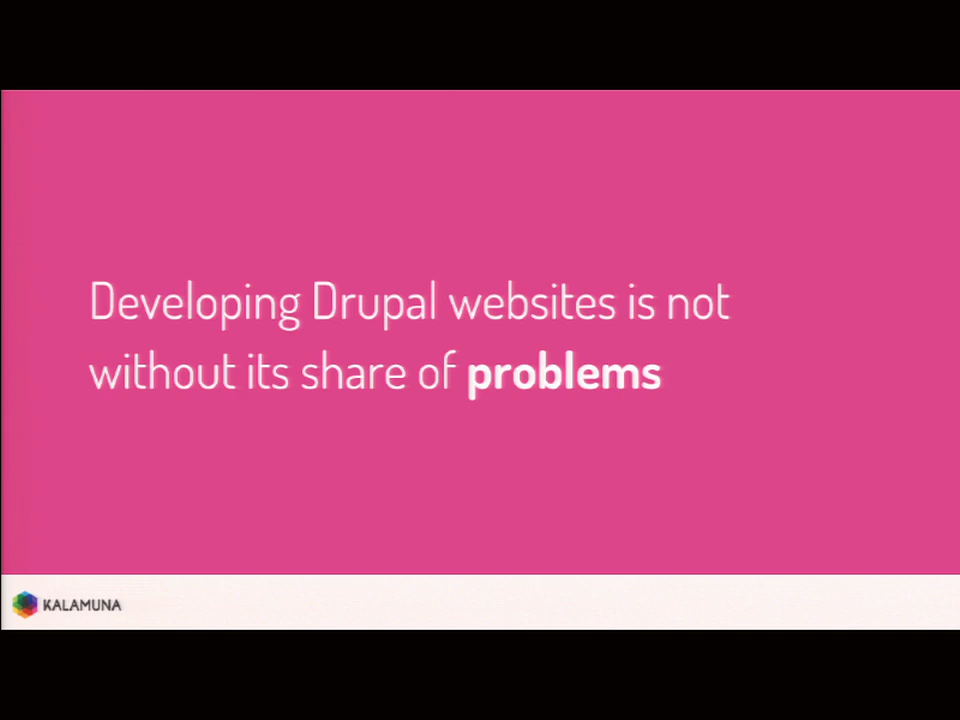 Developing Drupal websites is not
without its share of problems
KALAMUNA